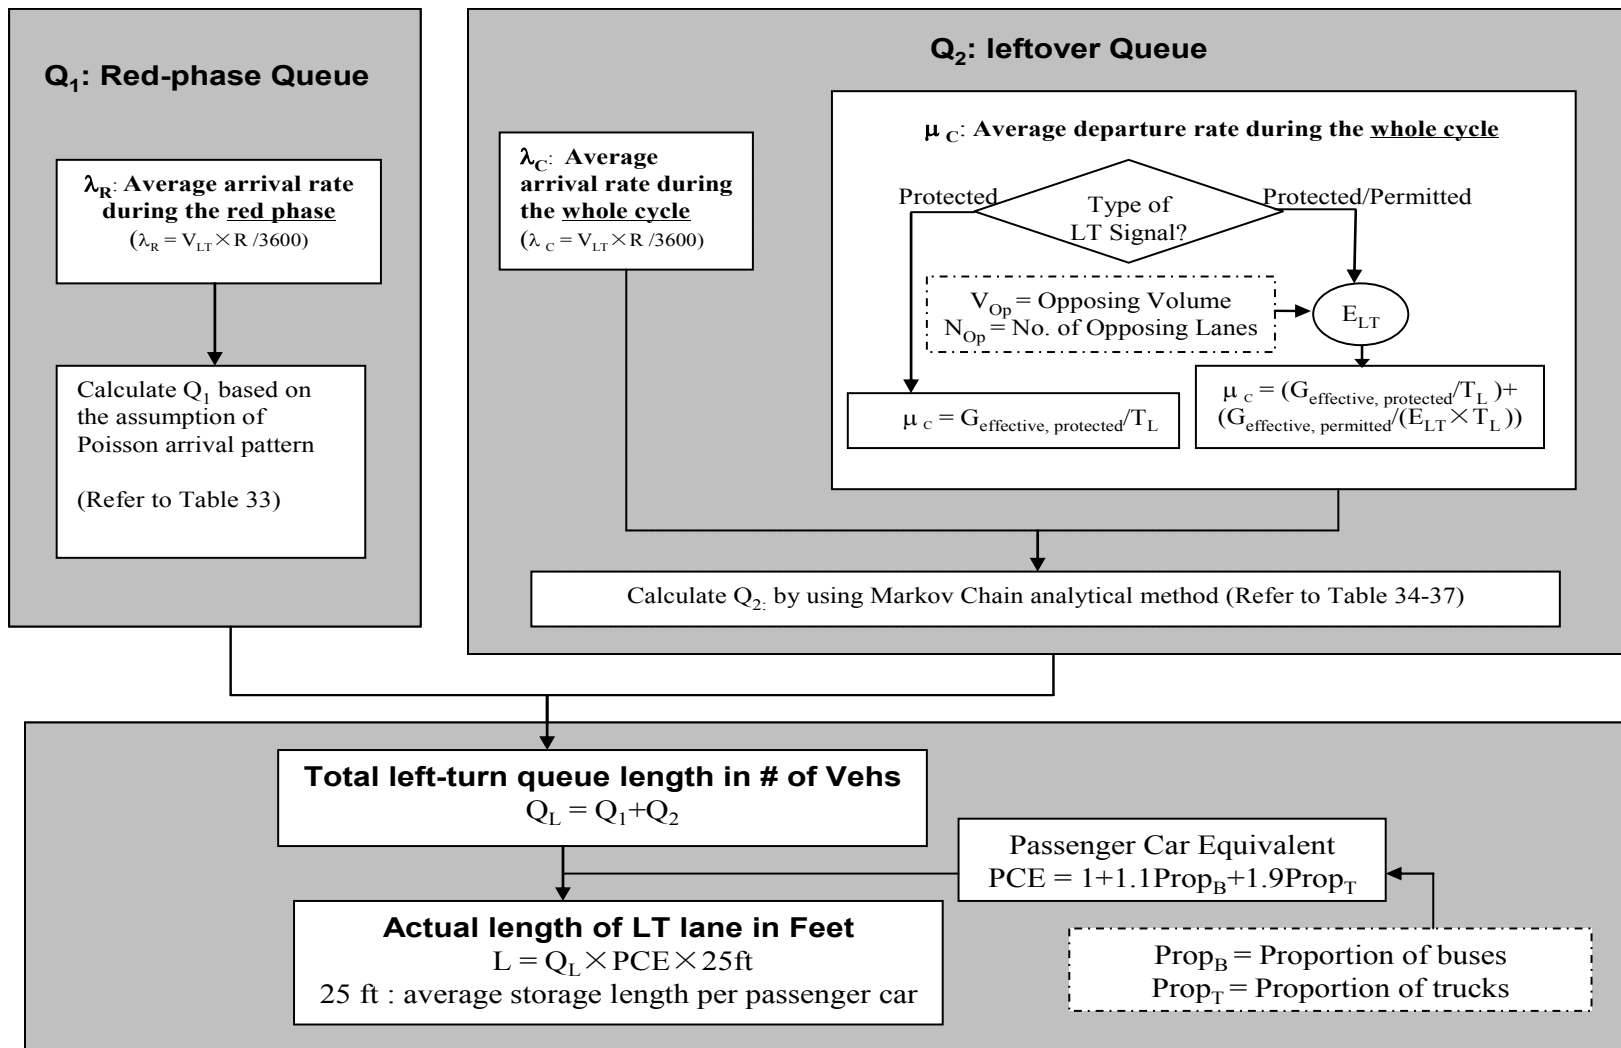 Q1: Red-phase Queue
λR: Average arrival rate
during the red phase
(λR = VLT × R /3600)
Calculate Q1 based on
the assumption of
Poisson arrival pattern
(Refer to Table 33)
Q2: leftover Queue
λC: Average
arrival rate during
the whole cycle
(λ C = VLT × R /3600)
μ C: Average departure rate during the whole cycle
Protected
Type of
LT Signal?
Protected/Permitted
VOp = Opposing Volume
NOp = No. of Opposing Lanes
ELT
μ C = Geffective, protected/TL
μ C = (Geffective, protected/TL )+
(Geffective, permitted/(ELT × TL ))
Calculate Q2: by using Markov Chain analytical method (Refer to Table 34-37)
Total left-turn queue length in # of Vehs
QL = Q1+Q2
Passenger Car Equivalent
PCE = 1+1.1PropB+1.9PropT
Actual length of LT lane in Feet
L = QL × PCE × 25ft
25 ft : average storage length per passenger car
PropB = Proportion of buses
PropT = Proportion of trucks